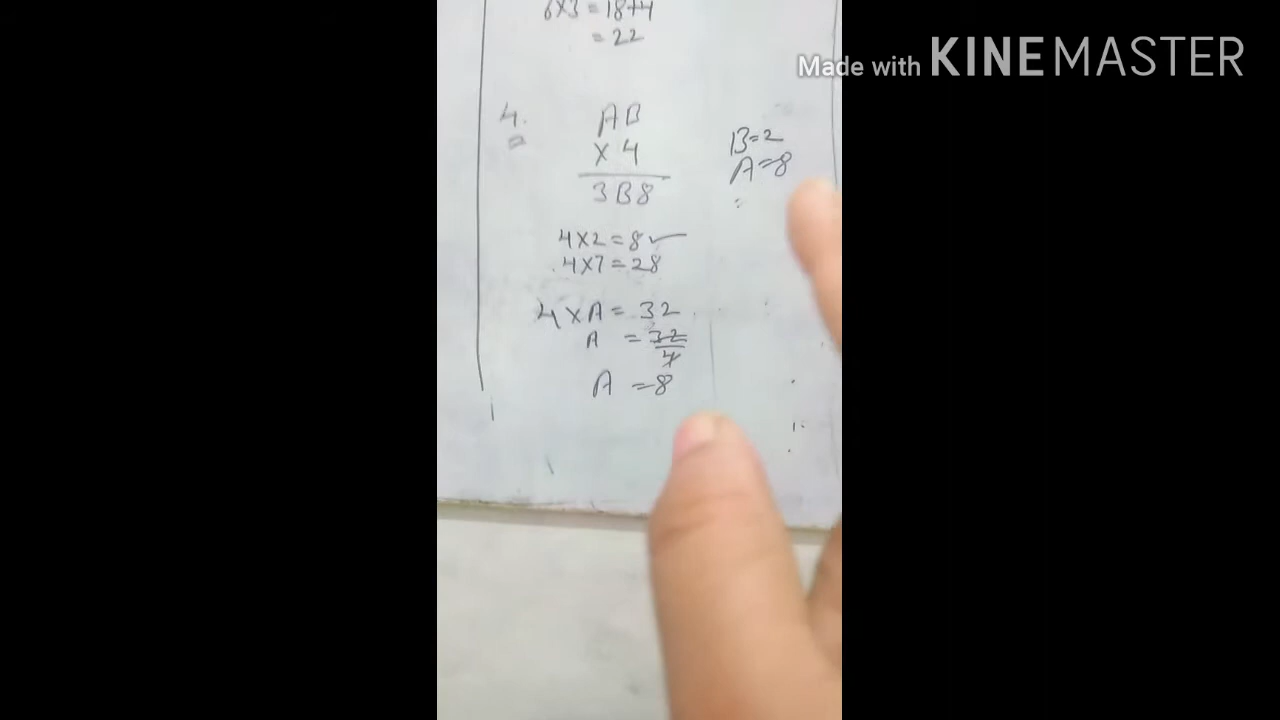 6x3 = 18+4
= 22
Made with KINEMASTER
4.
AB
x 4
3B8
B=2
A=8
4x2 = 8 ✓
4x7 = 28
4 x A = 32
A = 32/4
A = 8